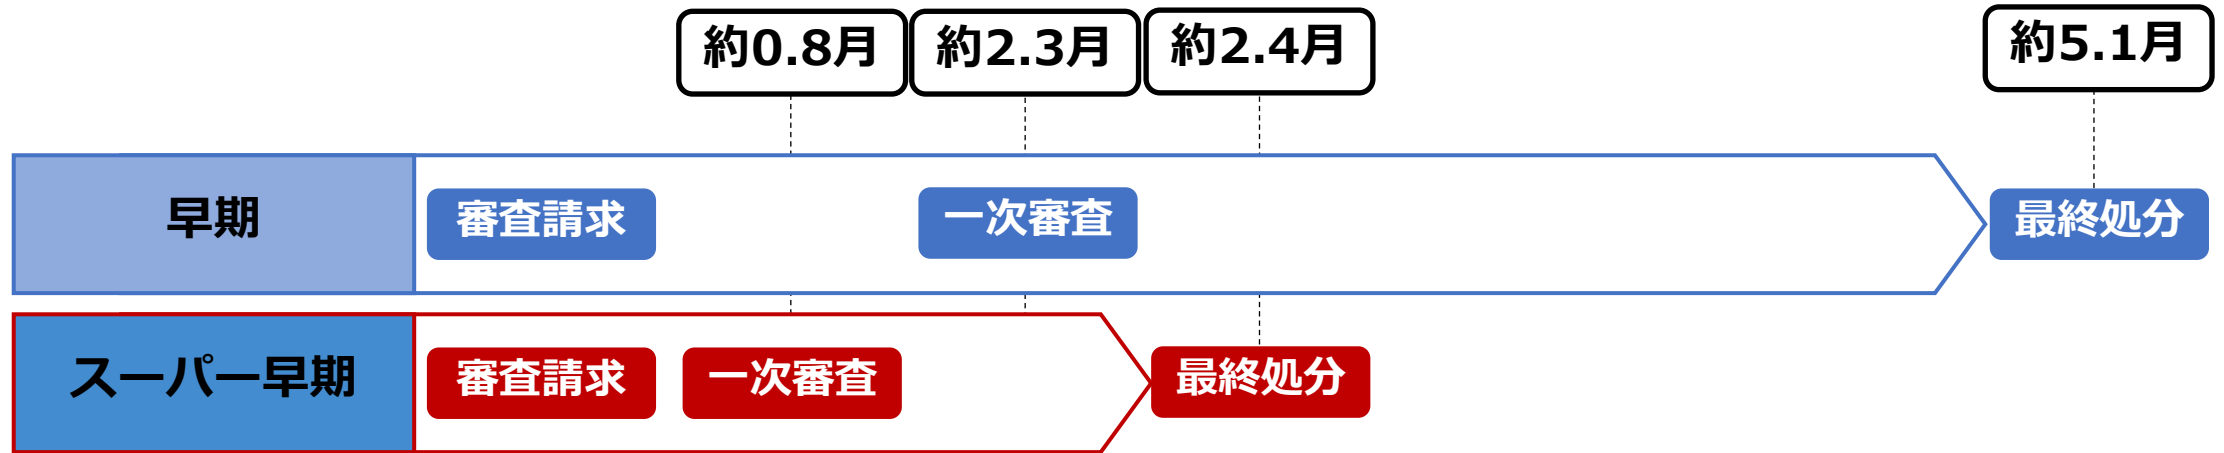 約0.8月
約2.3月
約2.4月
約5.1月
早期
審査請求
一次審査
最終処分
スーパー早期
審査請求
一次審査
最終処分